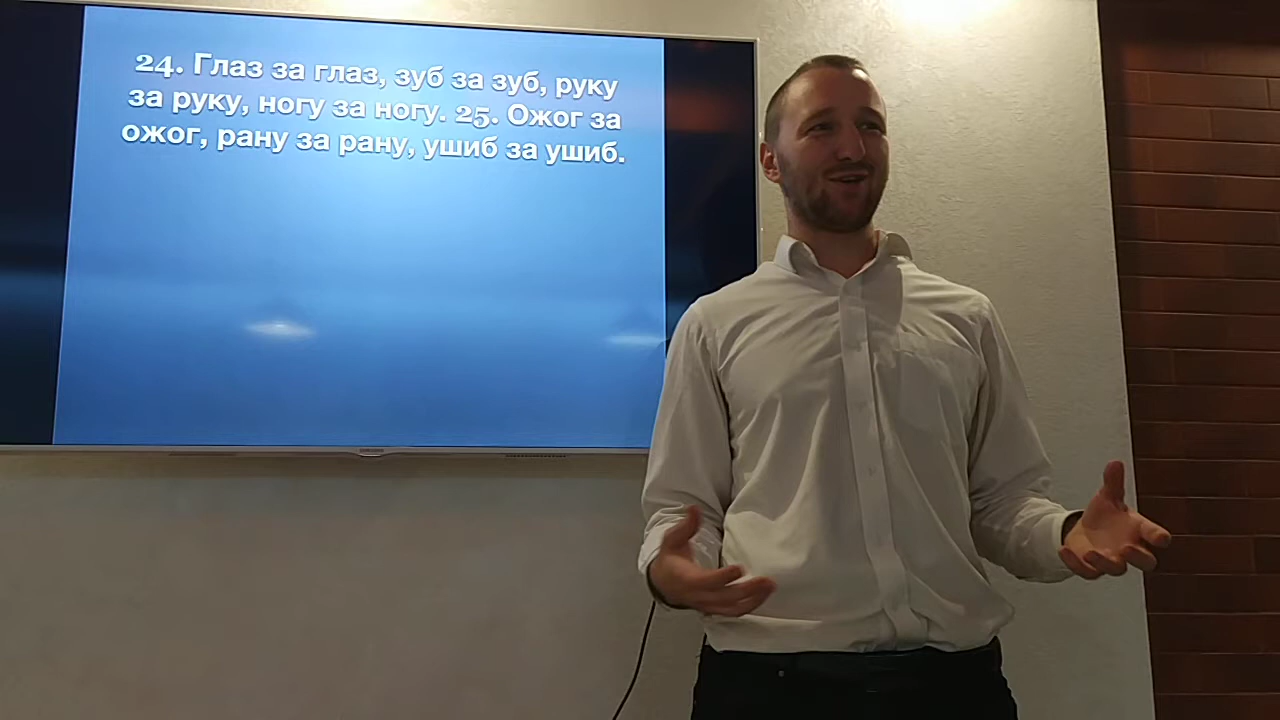 24. Глаз за глаз, зуб за зуб, руку
за руку, ногу за ногу. 25. Ожог за
ожог, рану за рану, ушиб за ушиб.